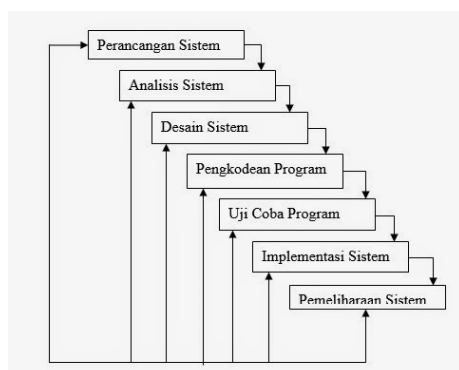 Perancangan Sistem
Analisis Sistem
Desain Sistem
Pengkodean Program
Uji Coba Program
Implementasi Sistem
Pemeliharaan Sistem